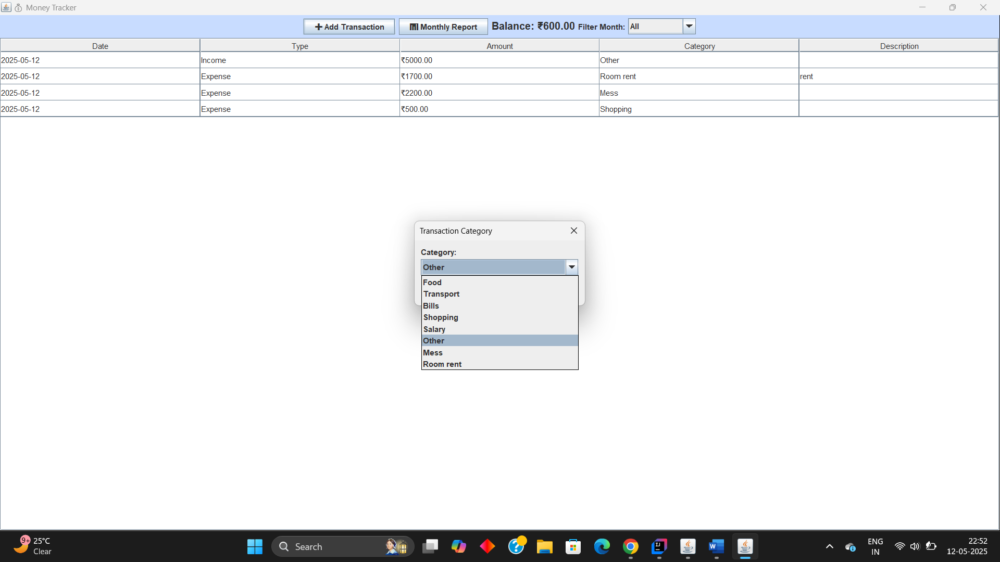 Money Tracker
Add Transaction Monthly Report Balance: ₹600.00 Filter Month: All
Date Type Amount Category Description
2025-05-12 Income ₹5000.00 Other
2025-05-12 Expense ₹1700.00 Room rent rent
2025-05-12 Expense ₹2200.00 Mess
2025-05-12 Expense ₹500.00 Shopping
Transaction Category
Category:
Other
Food
Transport
Bills
Shopping
Salary
Other
Mess
Room rent
9+ 25°C
Clear
Search
ENG
IN
22:52
12-05-2025